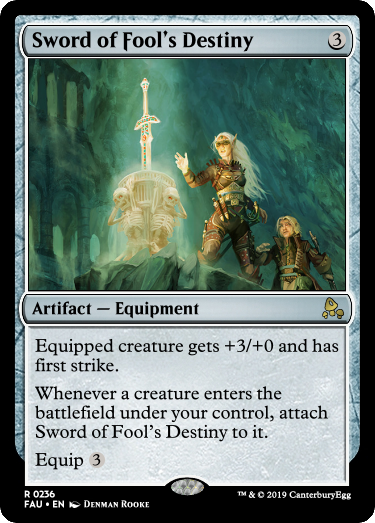 Sword of Fool's Destiny 3
Artifact — Equipment
Equipped creature gets +3/+0 and has
first strike.
Whenever a creature enters the
battlefield under your control, attach
Sword of Fool's Destiny to it.
Equip 3
R 0236
FAU • EN DENMAN ROOKE
™ & © 2019 CanterburyEgg